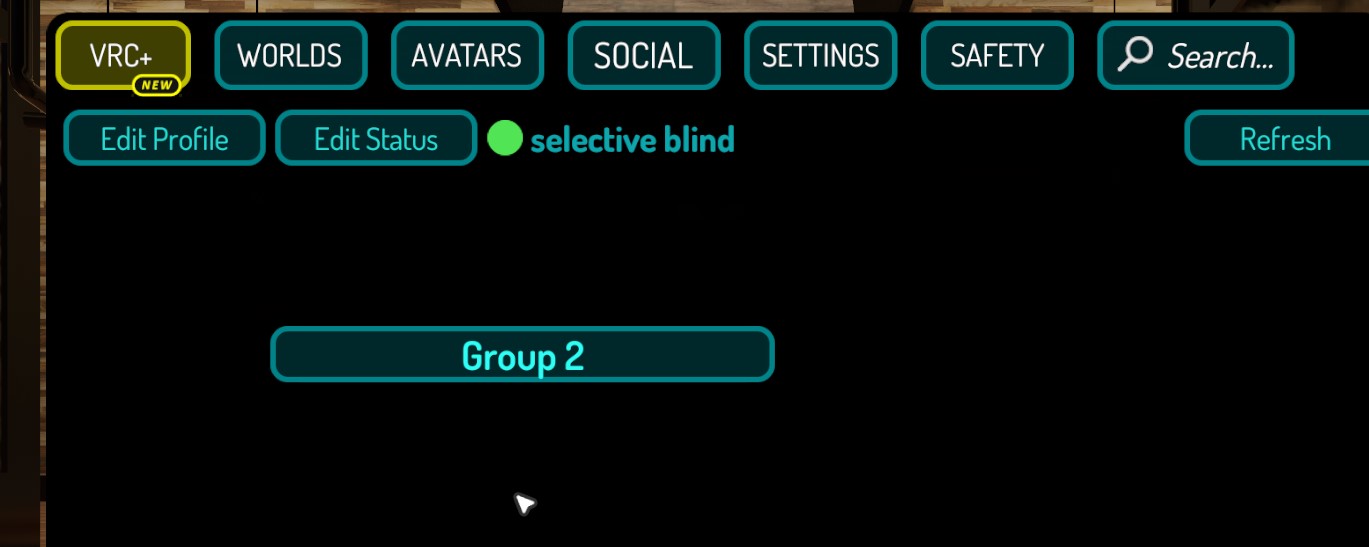 VRC+ WORLDS AVATARS SOCIAL SETTINGS SAFETY Search...
NEW
Edit Profile Edit Status selective blind Refresh
Group 2